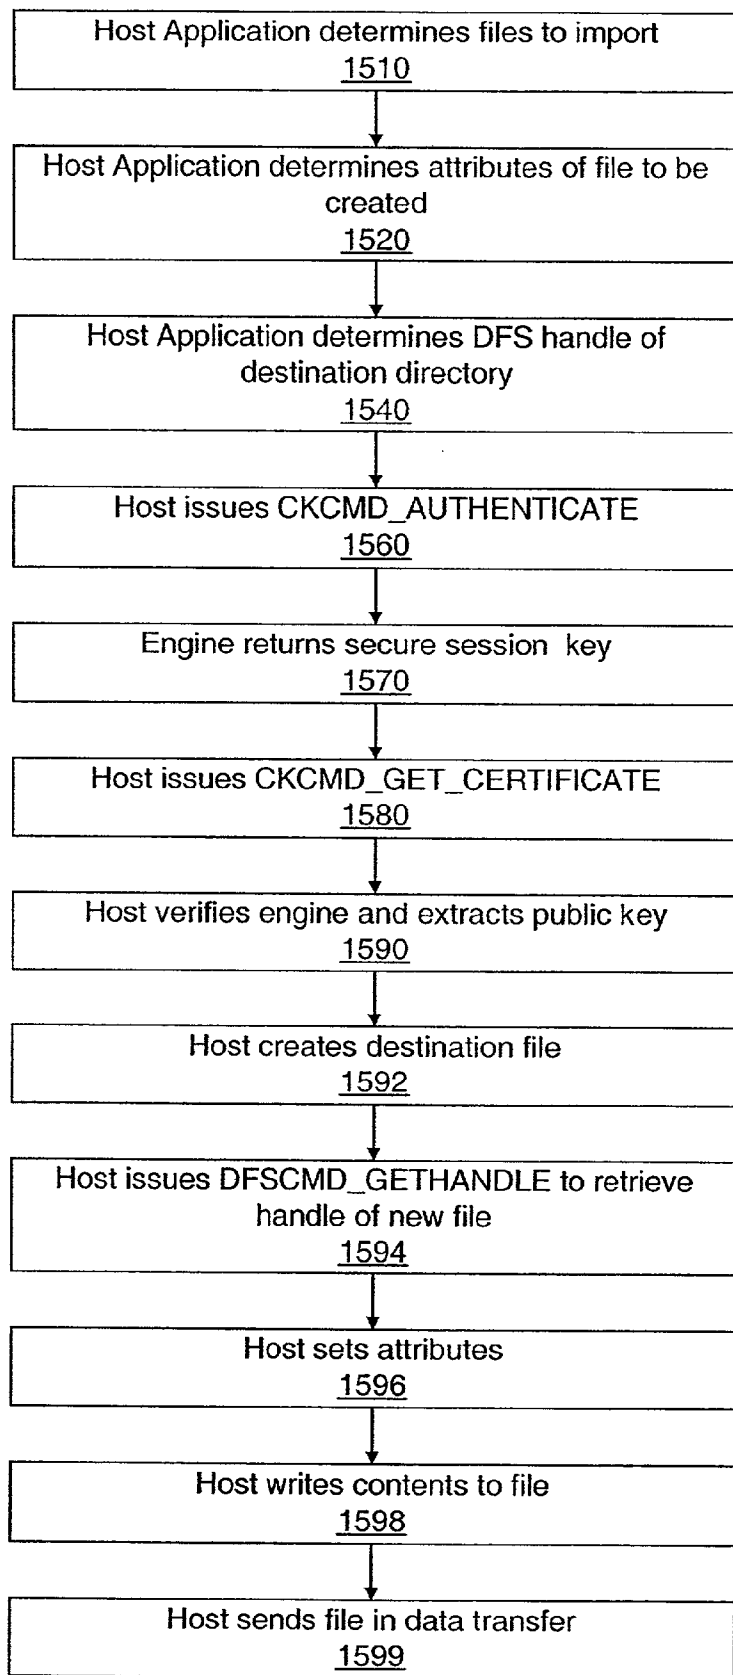 Host Application determines files to import
1510
Host Application determines attributes of file to be
created
1520
Host Application determines DFS handle of
destination directory
1540
Host issues CKCMD_AUTHENTICATE
1560
Engine returns secure session key
1570
Host issues CKCMD_GET_CERTIFICATE
1580
Host verifies engine and extracts public key
1590
Host creates destination file
1592
Host issues DFSCMD_GETHANDLE to retrieve
handle of new file
1594
Host sets attributes
1596
Host writes contents to file
1598
Host sends file in data transfer
1599